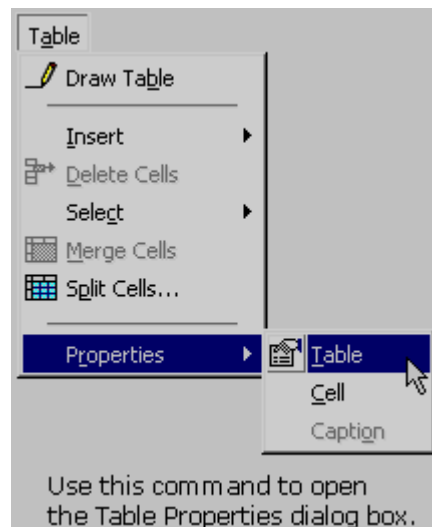 Table
Draw Table
Insert
Delete Cells
Select
Merge Cells
Split Cells...
Properties
Table
Cell
Caption
Use this command to open
the Table Properties dialog box.